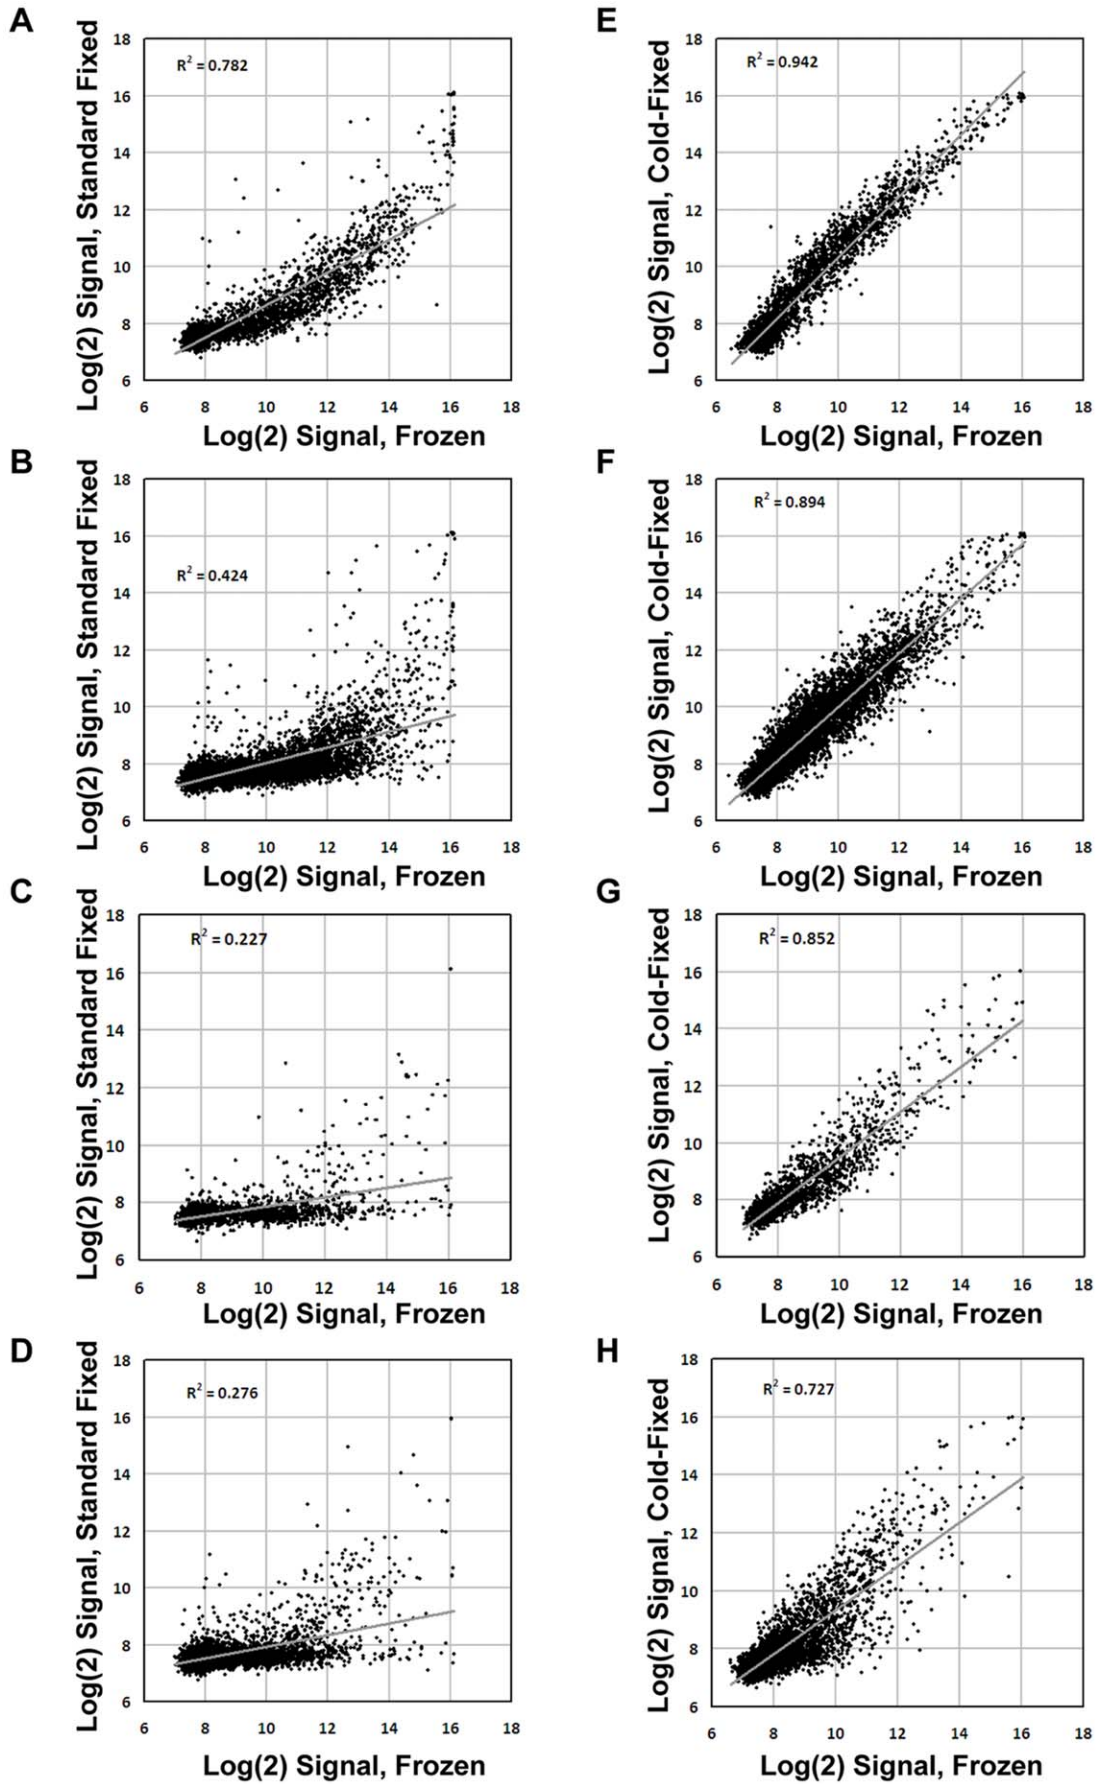 A
Log(2) Signal, Standard Fixed
18
16
14
12
10
8
6
R² = 0.782
6 8 10 12 14 16 18
Log(2) Signal, Frozen
E
Log(2) Signal, Cold-Fixed
18
16
14
12
10
8
6
R² = 0.942
6 8 10 12 14 16 18
Log(2) Signal, Frozen
B
Log(2) Signal, Standard Fixed
18
16
14
12
10
8
6
R² = 0.424
6 8 10 12 14 16 18
Log(2) Signal, Frozen
F
Log(2) Signal, Cold-Fixed
18
16
14
12
10
8
6
R² = 0.894
6 8 10 12 14 16 18
Log(2) Signal, Frozen
C
Log(2) Signal, Standard Fixed
18
16
14
12
10
8
6
R² = 0.227
6 8 10 12 14 16 18
Log(2) Signal, Frozen
G
Log(2) Signal, Cold-Fixed
18
16
14
12
10
8
6
R² = 0.852
6 8 10 12 14 16 18
Log(2) Signal, Frozen
D
Log(2) Signal, Standard Fixed
18
16
14
12
10
8
6
R² = 0.276
6 8 10 12 14 16 18
Log(2) Signal, Frozen
H
Log(2) Signal, Cold-Fixed
18
16
14
12
10
8
6
R² = 0.727
6 8 10 12 14 16 18
Log(2) Signal, Frozen